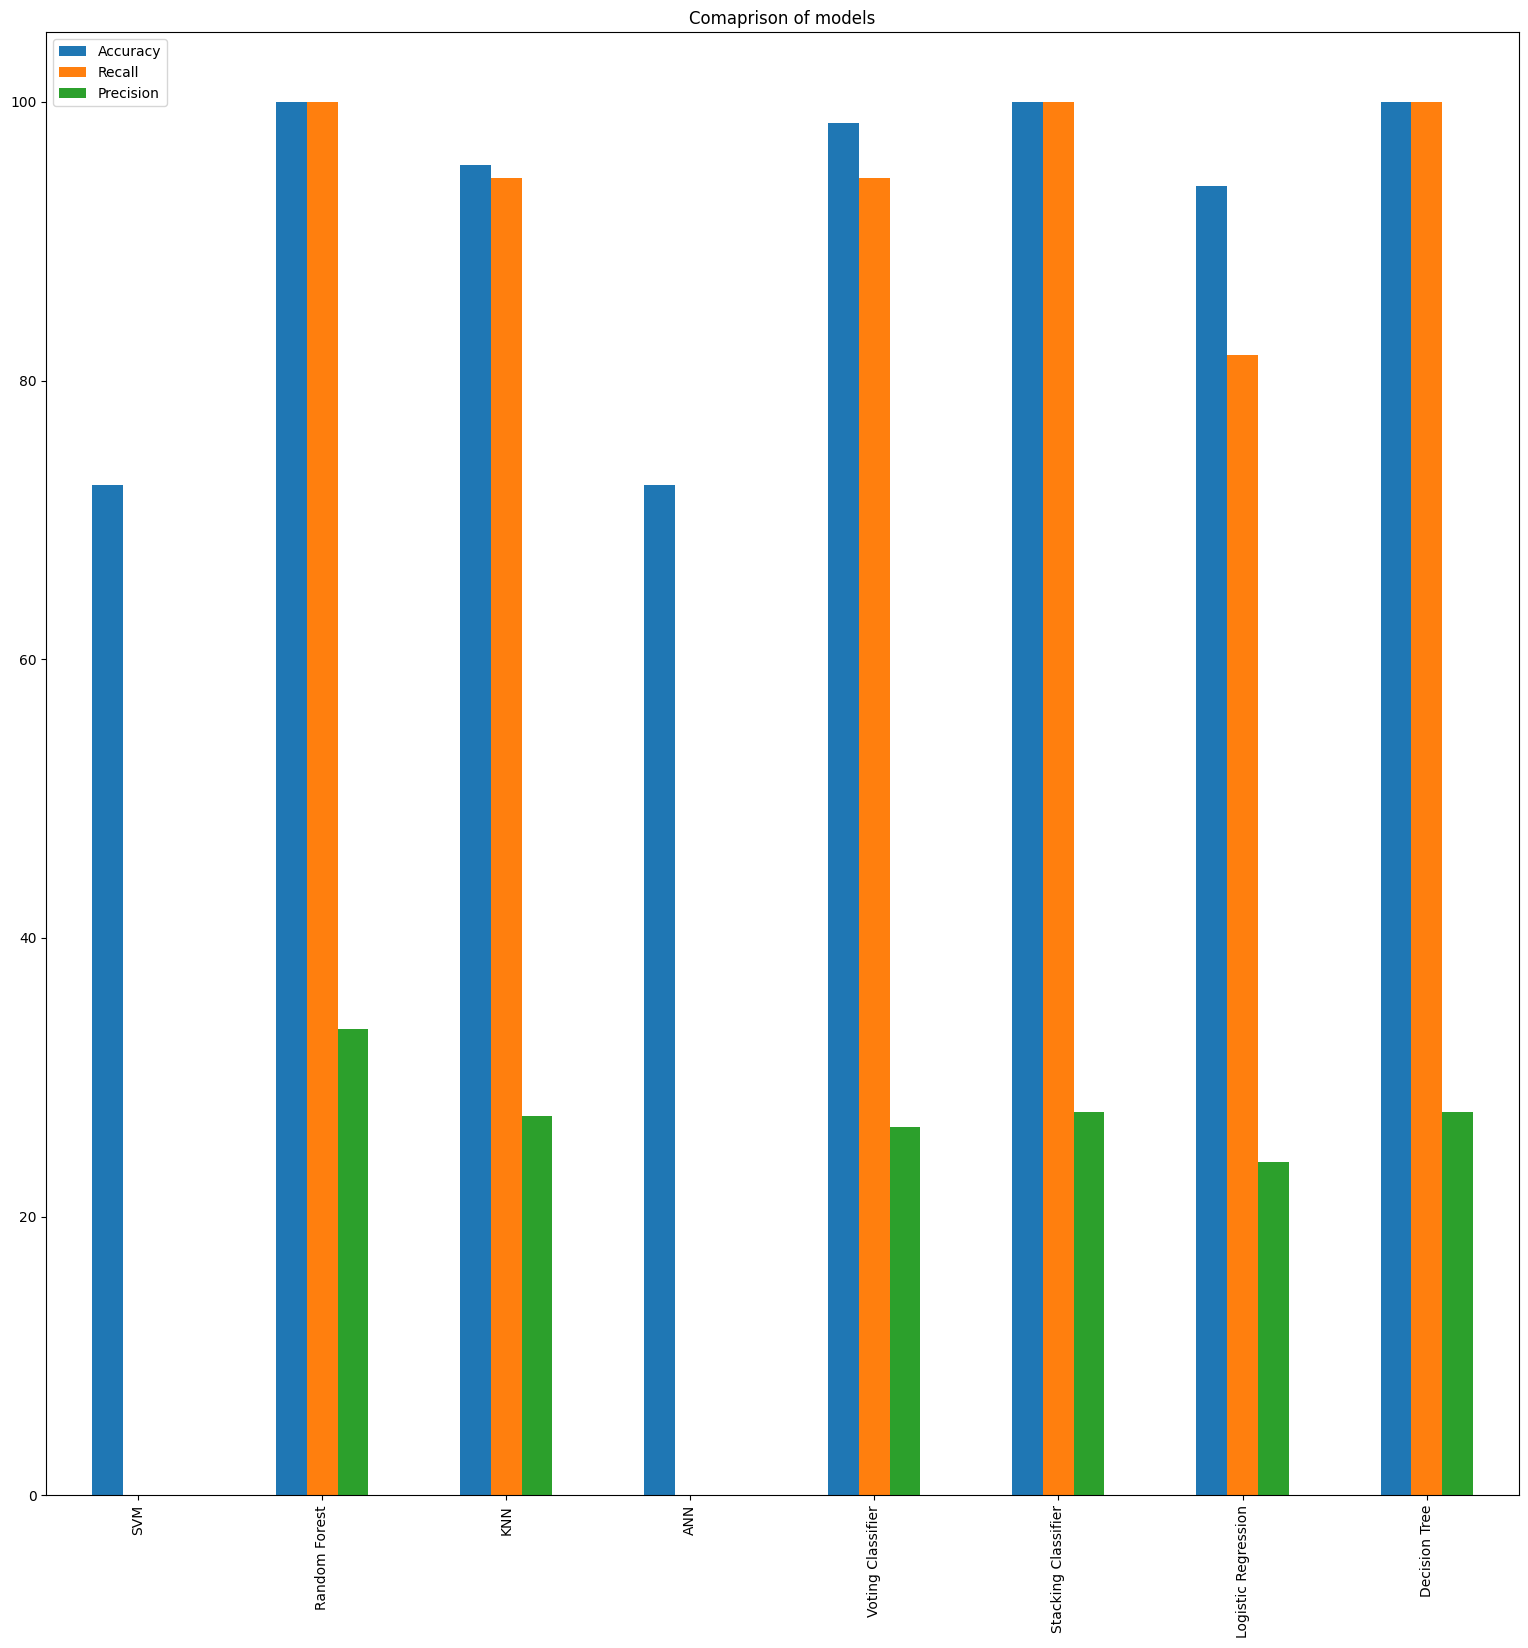 Comaprison of models
Accuracy
Recall
Precision
100
80
60
40
20
0
SVM
Random Forest
KNN
ANN
Voting Classifier
Stacking Classifier
Logistic Regression
Decision Tree